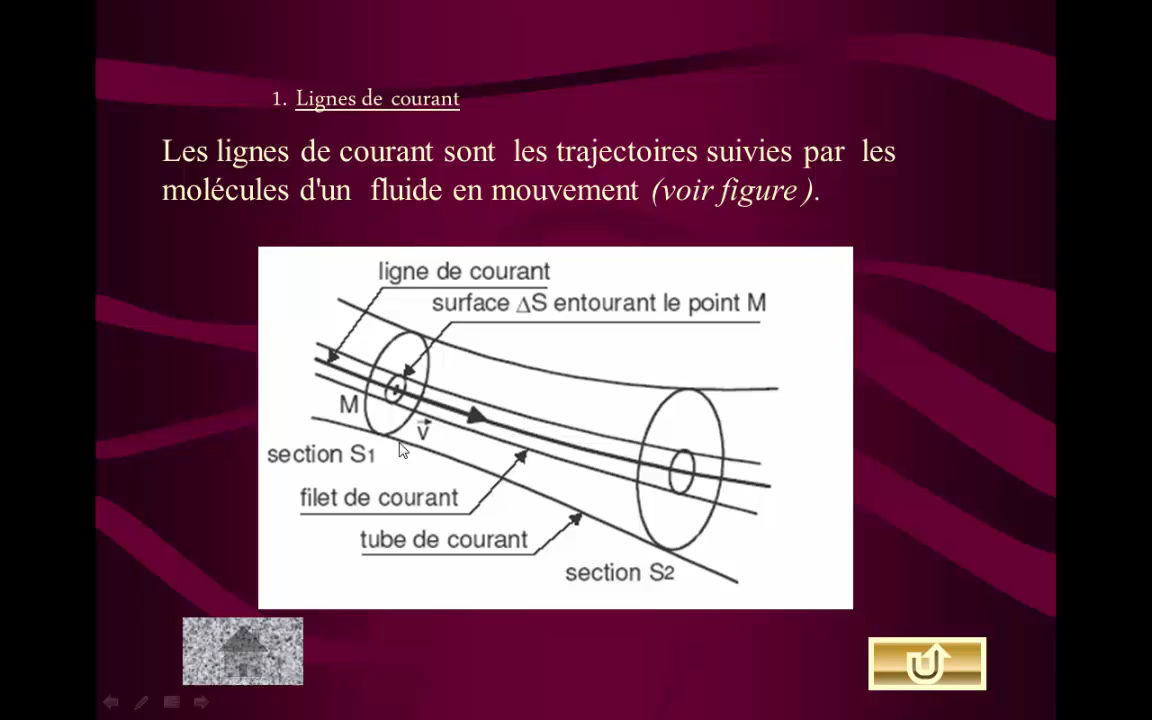 1. Lignes de courant
Les lignes de courant sont les trajectoires suivies par les
molécules d'un fluide en mouvement (voir figure ).
ligne de courant
surface ΔS entourant le point M
M
v
section S1
filet de courant
tube de courant
section S2